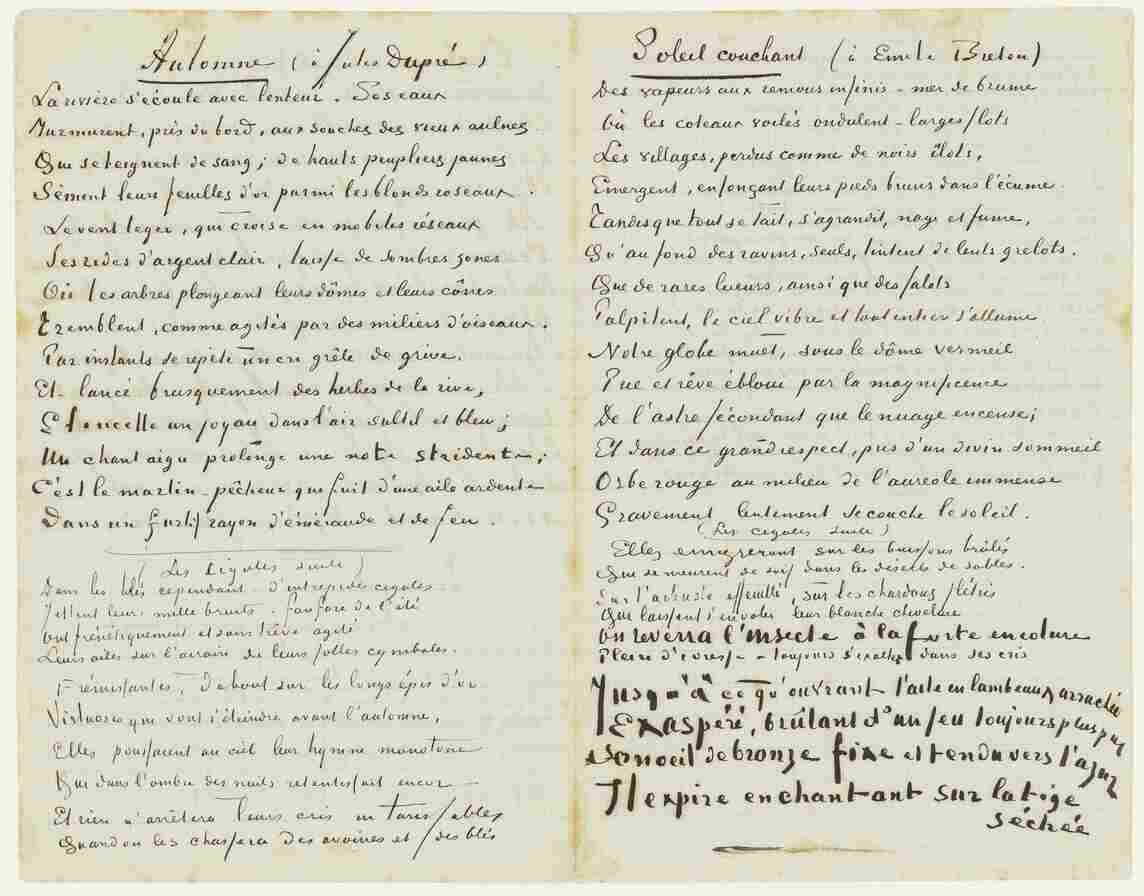 Automne (à Jules Dupré)
La rivière s'écoule avec lenteur. Ses eaux
Murmurent, près du bord, aux souches des vieux aulnes
Qui se teignent de sang; de hauts peupliers jaunes
Sèment leurs feuilles d'or parmi les blonds roseaux.
Le vent leger, qui croise en mobiles réseaux
Ses rides d'argent clair, laisse de sombres zones
Où les arbres plongeant leurs dômes et leurs cônes
Tremblent, comme agités par des milliers d'oiseaux.
Par instants se repète un cri grêle de grive.
Et lancé brusquement des herbes de la rive,
Etincelle un joyau dans l'air subtil et bleu;
Un chant aigu prolonge une note stridente;
C'est le martin-pêcheur qui fuit d'une aile ardente
Dans un furtif rayon d'émeraude et de feu.
(Les Cigales suite)
Dans les blés cependant d'intrepides cigales
Jettent leurs mille bruits - fanfare de l'été
Ont frénétiquement et sans trêve agité
Leurs ailes sur l'airain de leurs folles cymbales.
Frémissantes, debout sur les longs épis d'or
Virtuoses qui vont s'éteindre avant l'automne,
Elles poussaient au ciel leur hymne monotone
Qui dans l'ombre des nuits retentissait encor -
Et rien n'arrêtera leurs cris intarissables
Quand on les chassera des avoines et des blés
Soleil couchant (à Emile Breton)
Des vapeurs aux remous infinis - mer de brume
Où les coteaux voilés ondulent - larges flots
Les villages, perdus comme de noirs îlots,
Emergent, enfonçant leurs pieds bruns dans l'écume.
Tandis que tout se tait, s'agrandit, nage et fume,
Qu'au fond des ravins, seuls, tintent de lents grelots.
Que de rares lueurs, ainsi que des falots
Palpitent, le ciel vibre et tout entier s'allume
Notre globe muet, sous le dôme vermeil
Prie et rêve ébloui par la magnificence
De l'astre fécondant que le nuage encense;
Et dans ce grand respect, pris d'un divin sommeil
Orbe rouge au milieu de l'aureole immense
Gravement lentement se couche le soleil.
(Les cigales suite)
Elles emigreront sur les buissons brûlés
Qui se meurent de soif dans les déserts de sables.
Sur l'arbuste effeuillé, sur les chardons flétris
Qui laissent s'envoler leur blanche chevelure
On reverra l'insecte à la forte encolure
Plein d'ivresse - toujours s'exalter dans ses cris
Jusqu'à ce qu'ouvrant l'aile en lambeaux arrachée
Exaspéré, brûlant d'un feu toujours plus pur
Son oeil de bronze fixe et tendu vers l'azur
Il expire en chantant sur la tige
séchée